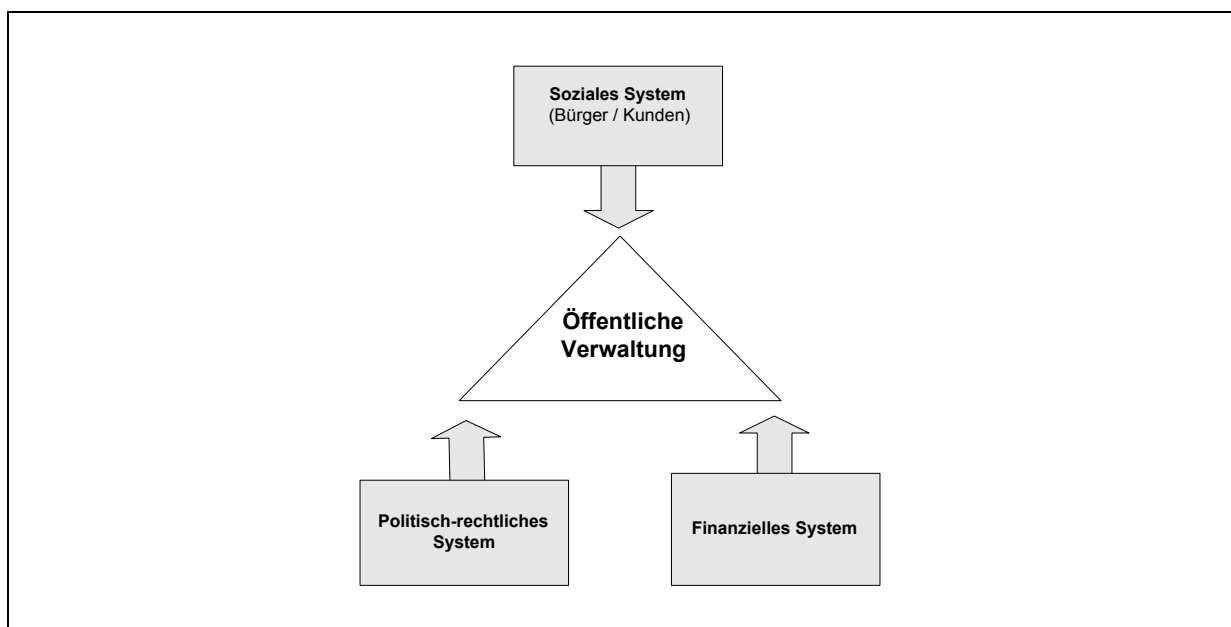 Soziales System
(Bürger / Kunden)
Öffentliche
Verwaltung
Politisch-rechtliches
System
Finanzielles System